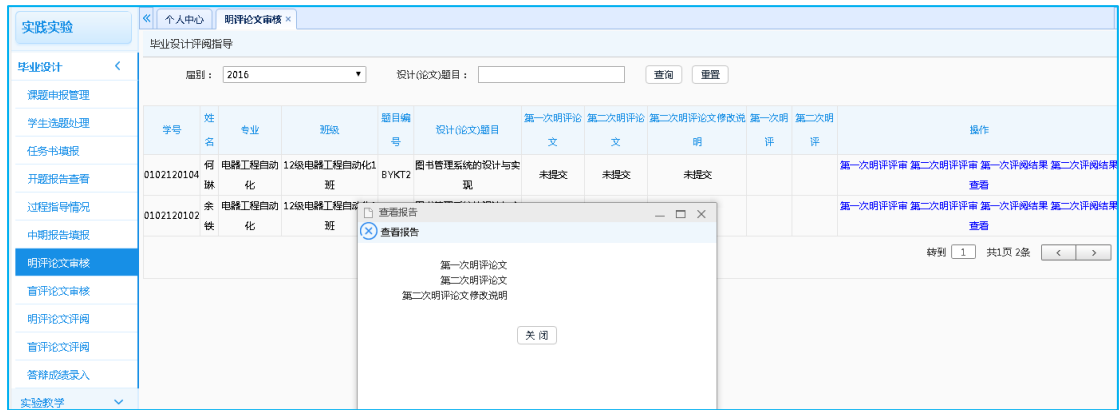 实践实验
个人中心 明评论文审核 ×
毕业设计评阅指导
毕业设计
届别： 2016 设计(论文)题目： 查询 重置
课题申报管理
学生选题处理
任务书填报
开题报告查看
过程指导情况
中期报告填报
明评论文审核
盲评论文审核
明评论文评阅
盲评论文评阅
答辩成绩录入
实验教学
学号 姓名 专业 班级 题目编号 设计(论文)题目 第一次明评论文 第二次明评论文 第二次明评论文修改说明 第一次明评 第二次明评 操作
0102120104 何琳 电器工程自动化 12级电器工程自动化1班 BYKT2 图书管理系统的设计与实现 未提交 未提交 未提交 第一次明评评审 第二次明评评审 第一次评阅结果 第二次评阅结果 查看
0102120102 余铁 电器工程自动化 12级电器工程自动 班 第一次明评评审 第二次明评评审 第一次评阅结果 第二次评阅结果 查看
转到 1 共1页 2条 < >
查看报告
查看报告
第一次明评论文
第二次明评论文
第二次明评论文修改说明
关 闭